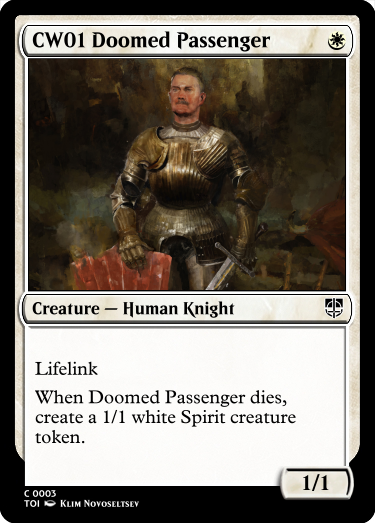 CW01 Doomed Passenger
Creature — Human Knight
Lifelink
When Doomed Passenger dies,
create a 1/1 white Spirit creature
token.
1/1
C 0003
TOI Klim Novoseltsev